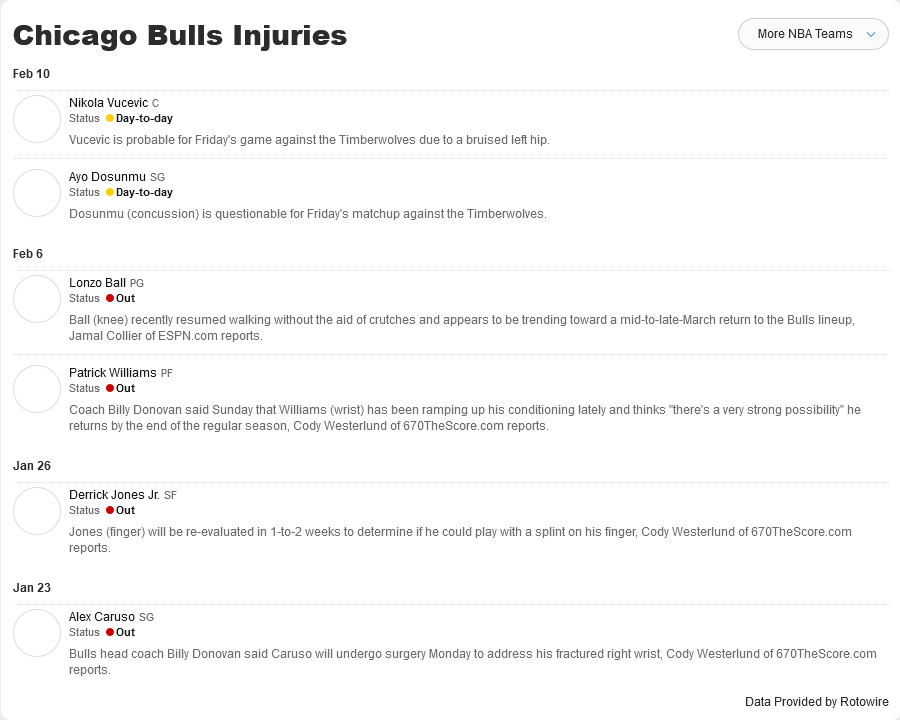 Chicago Bulls Injuries
More NBA Teams
Feb 10
Nikola Vucevic C
Status Day-to-day
Vucevic is probable for Friday's game against the Timberwolves due to a bruised left hip.
Ayo Dosunmu SG
Status Day-to-day
Dosunmu (concussion) is questionable for Friday's matchup against the Timberwolves.
Feb 6
Lonzo Ball PG
Status Out
Ball (knee) recently resumed walking without the aid of crutches and appears to be trending toward a mid-to-late-March return to the Bulls lineup,
Jamal Collier of ESPN.com reports.
Patrick Williams PF
Status Out
Coach Billy Donovan said Sunday that Williams (wrist) has been ramping up his conditioning lately and thinks "there's a very strong possibility" he
returns by the end of the regular season, Cody Westerlund of 670TheScore.com reports.
Jan 26
Derrick Jones Jr. SF
Status Out
Jones (finger) will be re-evaluated in 1-to-2 weeks to determine if he could play with a splint on his finger, Cody Westerlund of 670TheScore.com
reports.
Jan 23
Alex Caruso SG
Status Out
Bulls head coach Billy Donovan said Caruso will undergo surgery Monday to address his fractured right wrist, Cody Westerlund of 670TheScore.com
reports.
Data Provided by Rotowire